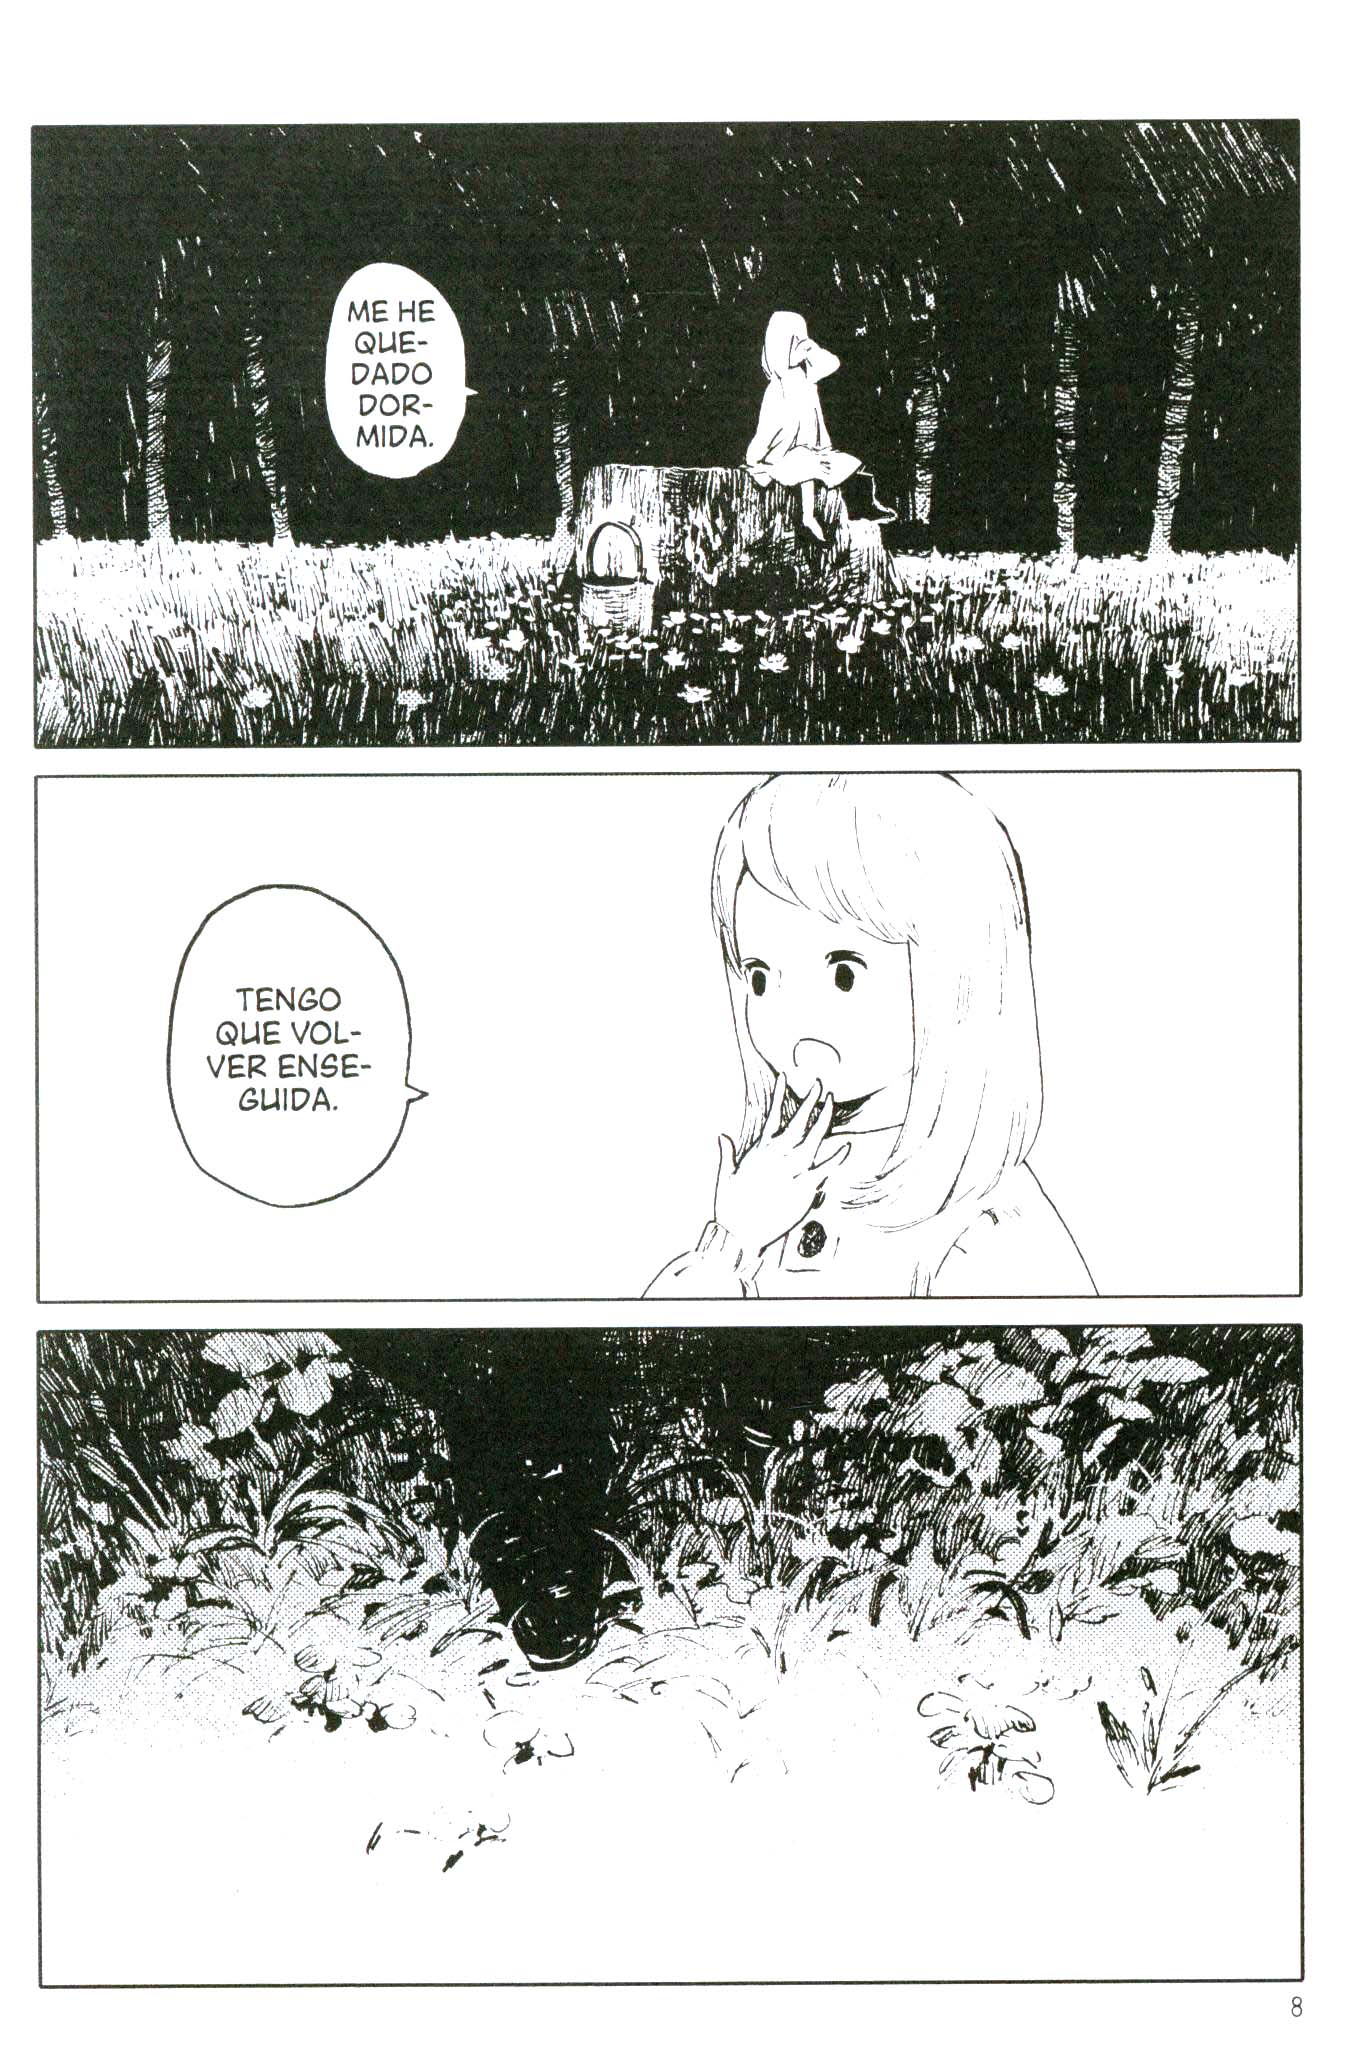 ME HE
QUE-
DADO
DOR-
MIDA.
TENGO
QUE VOL-
VER ENSE-
GUIDA.
8